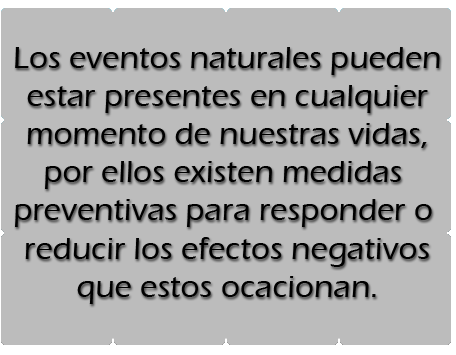 Los eventos naturales pueden
estar presentes en cualquier
momento de nuestras vidas,
por ellos existen medidas
preventivas para responder o
reducir los efectos negativos
que estos ocacionan.